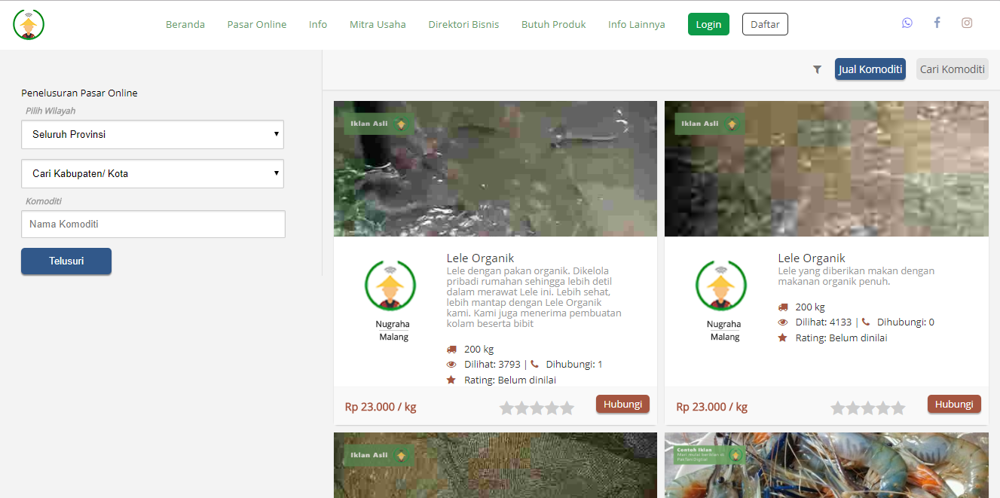 Beranda
Pasar Online
Info
Mitra Usaha
Direktori Bisnis
Butuh Produk
Info Lainnya
Login
Daftar
Jual Komoditi
Cari Komoditi
Penelusuran Pasar Online
Pilih Wilayah
Seluruh Provinsi
Cari Kabupaten/ Kota
Komoditi
Nama Komoditi
Telusuri
Iklan Asli
Lele Organik
Lele dengan pakan organik. Dikelola
pribadi rumahan sehingga lebih detil
dalam merawat Lele ini. Lebih sehat,
lebih mantap dengan Lele Organik
kami. Kami juga menerima pembuatan
kolam beserta bibit
Nugraha
Malang
200 kg
Dilihat: 3793 | Dihubungi: 1
Rating: Belum dinilai
Rp 23.000 / kg
Hubungi
Iklan Asli
Lele Organik
Lele yang diberikan makan dengan
makanan organik penuh.
Nugraha
Malang
200 kg
Dilihat: 4133 | Dihubungi: 0
Rating: Belum dinilai
Rp 23.000 / kg
Hubungi
Iklan Asli
Contoh Iklan
Mari mulai beriklan di
PakTaniDigital